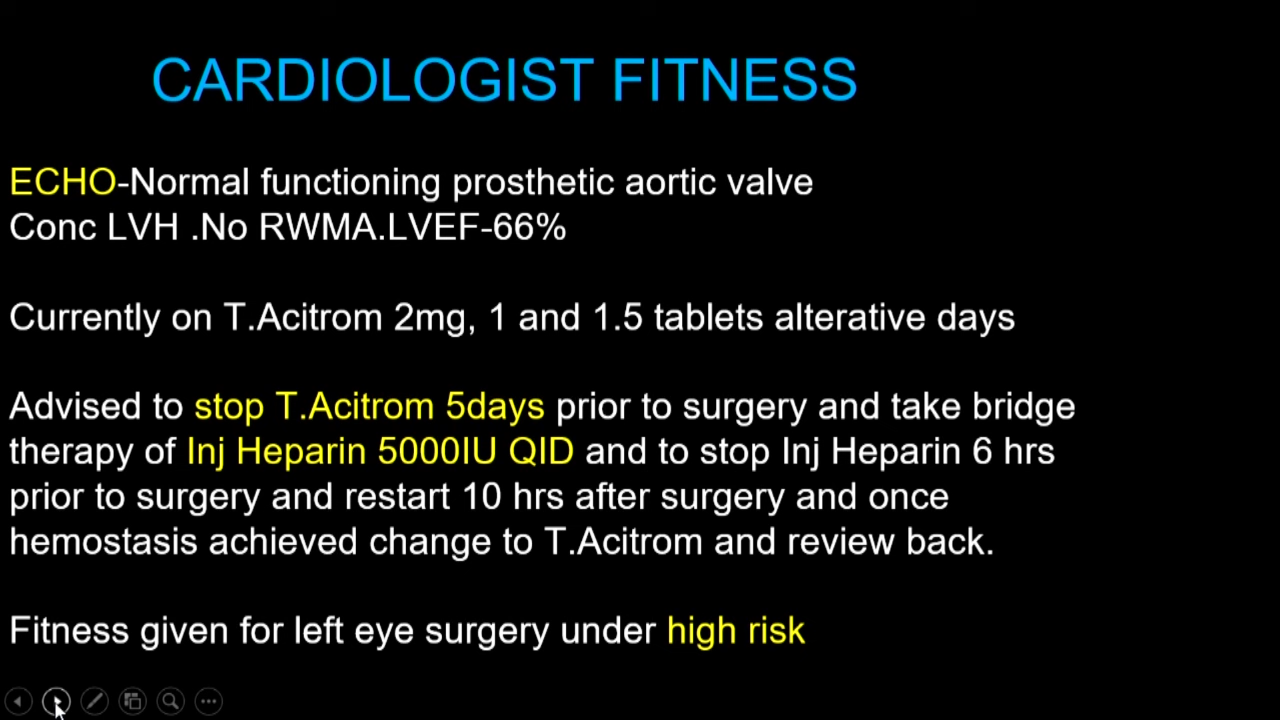 CARDIOLOGIST FITNESS
ECHO-Normal functioning prosthetic aortic valve
Conc LVH .No RWMA.LVEF-66%
Currently on T.Acitrom 2mg, 1 and 1.5 tablets alterative days
Advised to stop T.Acitrom 5days prior to surgery and take bridge
therapy of Inj Heparin 5000IU QID and to stop Inj Heparin 6 hrs
prior to surgery and restart 10 hrs after surgery and once
hemostasis achieved change to T.Acitrom and review back.
Fitness given for left eye surgery under high risk